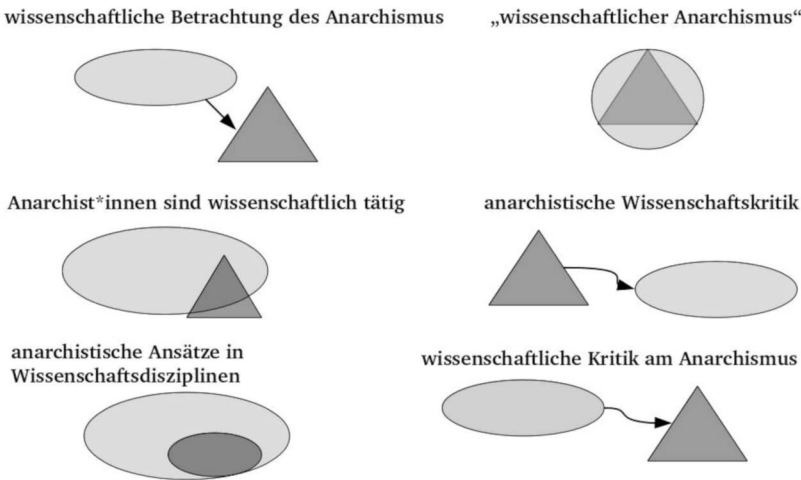 wissenschaftliche Betrachtung des Anarchismus
„wissenschaftlicher Anarchismus“
Anarchist*innen sind wissenschaftlich tätig
anarchistische Wissenschaftskritik
anarchistische Ansätze in
Wissenschaftsdisziplinen
wissenschaftliche Kritik am Anarchismus